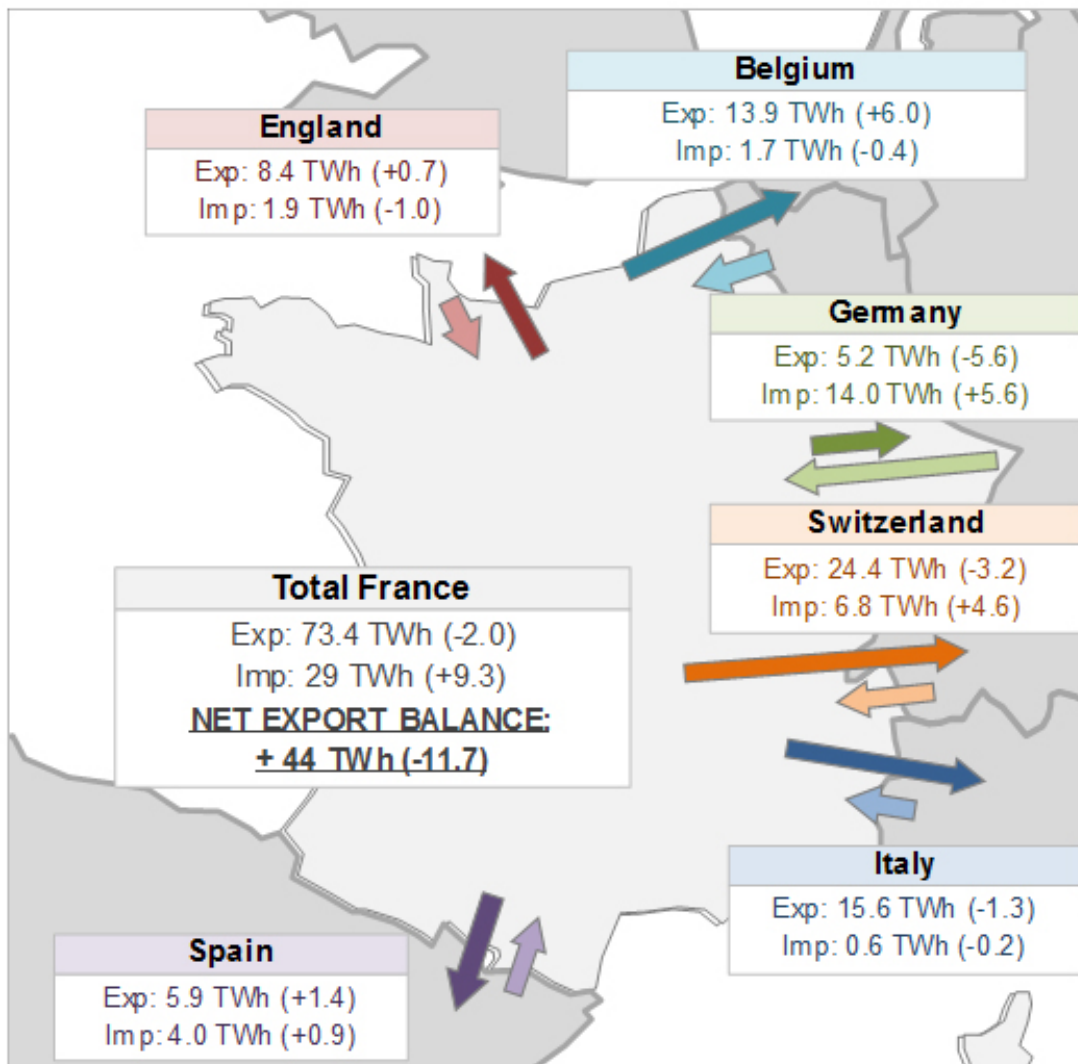 Belgium
Exp: 13.9 TWh (+6.0)
Imp: 1.7 TWh (-0.4)
England
Exp: 8.4 TWh (+0.7)
Imp: 1.9 TWh (-1.0)
Germany
Exp: 5.2 TWh (-5.6)
Imp: 14.0 TWh (+5.6)
Switzerland
Exp: 24.4 TWh (-3.2)
Imp: 6.8 TWh (+4.6)
Total France
Exp: 73.4 TWh (-2.0)
Imp: 29 TWh (+9.3)
NET EXPORT BALANCE:
+ 44 TWh (-11.7)
Italy
Exp: 15.6 TWh (-1.3)
Imp: 0.6 TWh (-0.2)
Spain
Exp: 5.9 TWh (+1.4)
Imp: 4.0 TWh (+0.9)